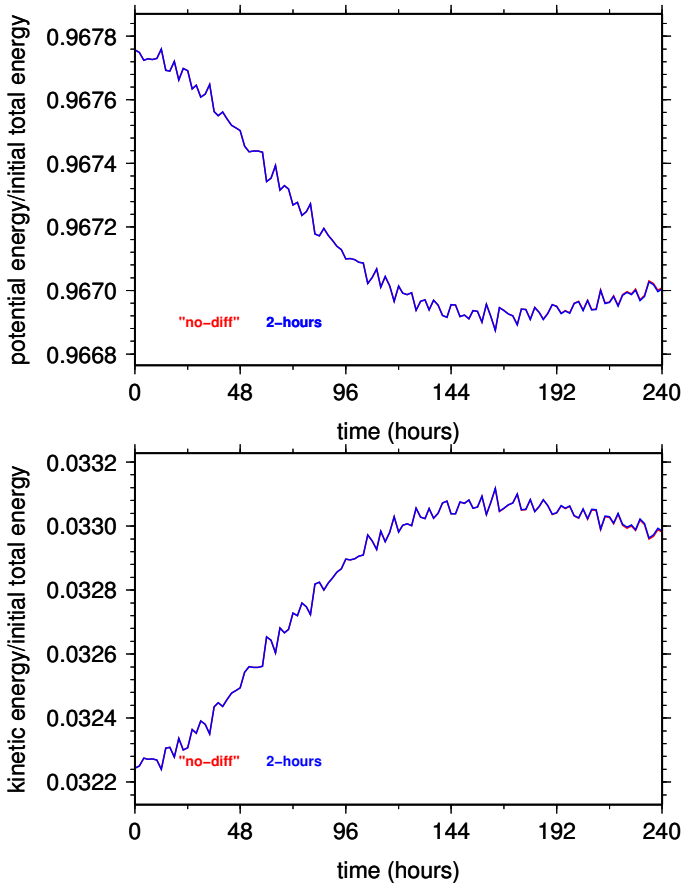 potential energy/initial total energy
0.9678
0.9676
0.9674
0.9672
0.9670
0.9668
"no−diff" 2−hours
0 48 96 144 192 240
time (hours)
kinetic energy/initial total energy
0.0332
0.0330
0.0328
0.0326
0.0324
0.0322
"no−diff" 2−hours
0 48 96 144 192 240
time (hours)